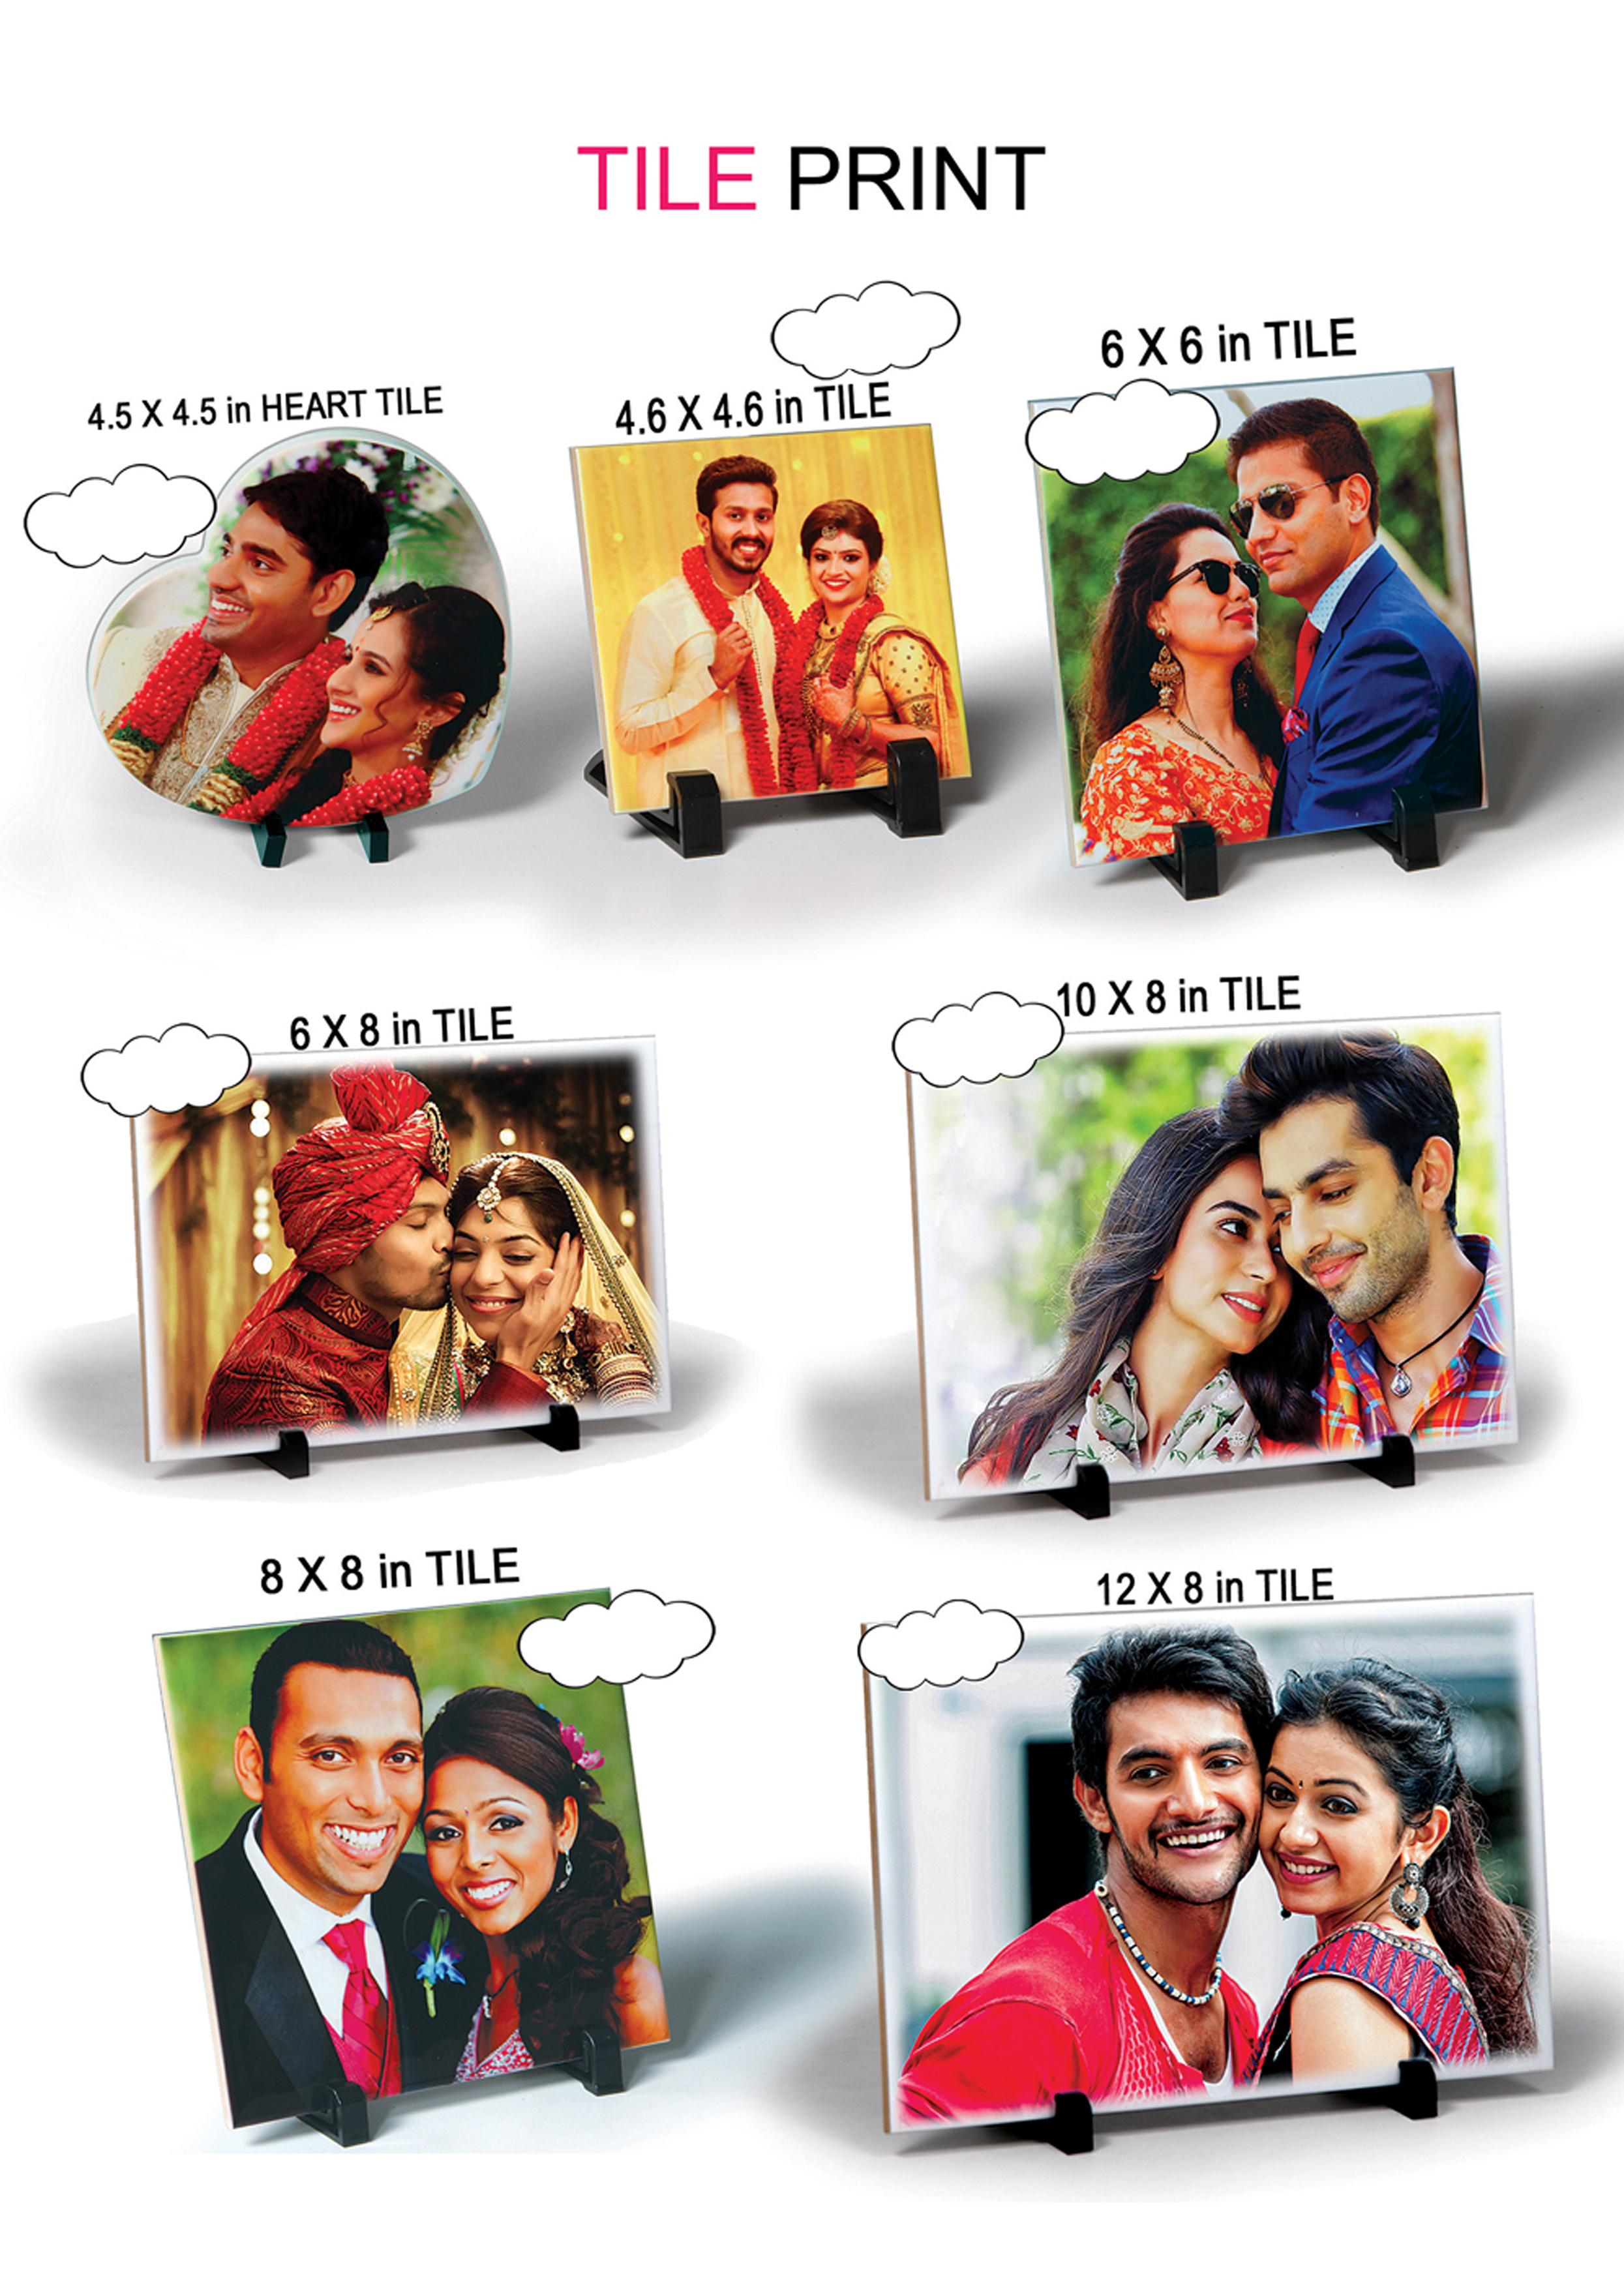 TILE PRINT
4.5 X 4.5 in HEART TILE
4.6 X 4.6 in TILE
6 X 6 in TILE
6 X 8 in TILE
10 X 8 in TILE
8 X 8 in TILE
12 X 8 in TILE